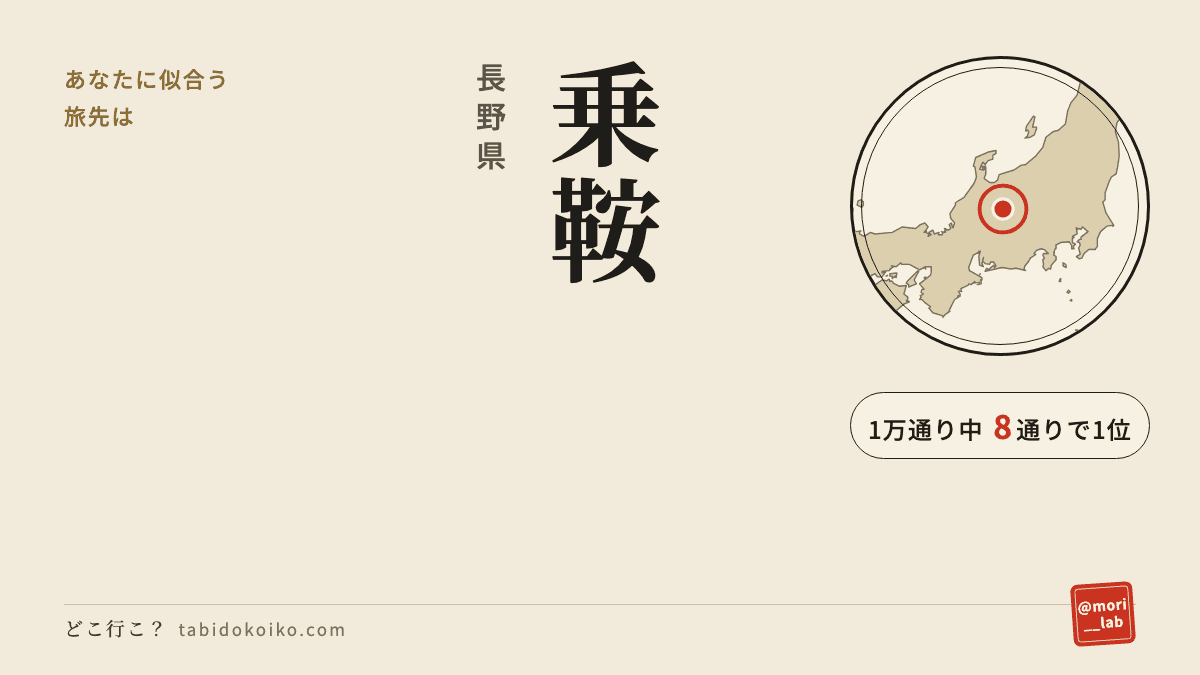 あなたに似合う
旅先は
乗鞍
長野県
1万通り中 8通りで1位
どこ行こ? tabidokoiko.com
@mori
__lab